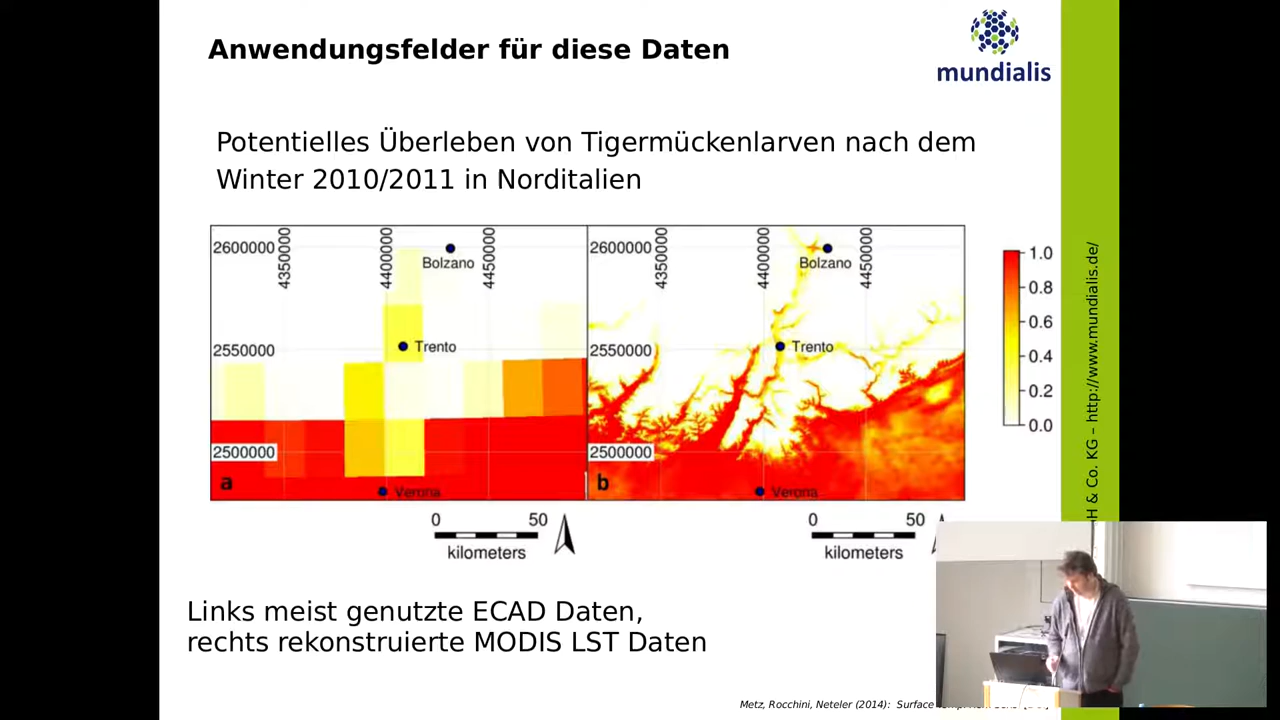 Anwendungsfelder für diese Daten
mundialis
Potentielles Überleben von Tigermückenlarven nach dem
Winter 2010/2011 in Norditalien
2600000
4350000
4400000
4450000
Bolzano
2550000
Trento
2500000
a
Verona
2600000
4350000
4400000
4450000
Bolzano
2550000
Trento
2500000
b
Verona
1.0
0.8
0.6
0.4
0.2
0.0
0 50
kilometers
0 50
kilometers
H & Co. KG – http://www.mundialis.de/
Links meist genutzte ECAD Daten,
rechts rekonstruierte MODIS LST Daten
Metz, Rocchini, Neteler (2014): Surface